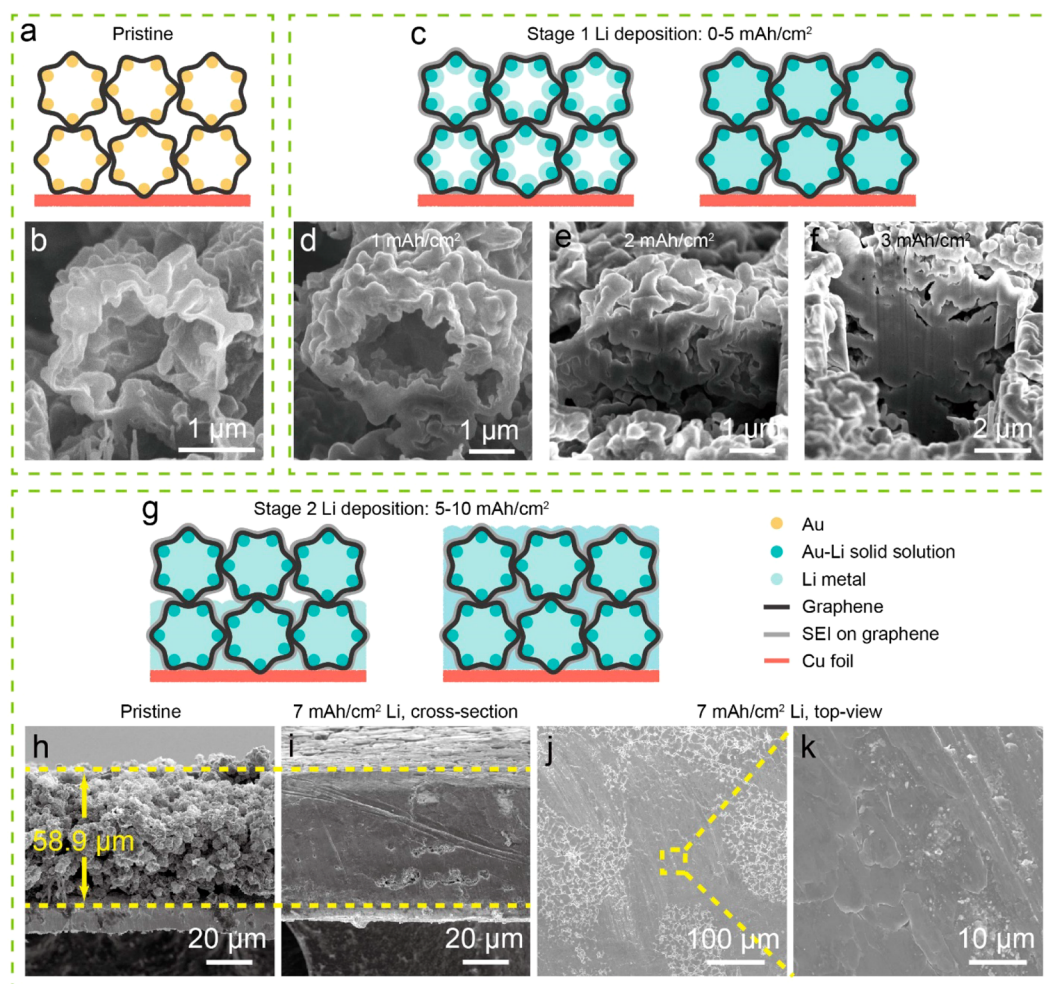 a
Pristine
c
Stage 1 Li deposition: 0-5 mAh/cm²
b
1 μm
d
1 mAh/cm²
1 μm
e
2 mAh/cm²
1 μm
f
3 mAh/cm²
2 μm
g
Stage 2 Li deposition: 5-10 mAh/cm²
Au
Au-Li solid solution
Li metal
Graphene
SEI on graphene
Cu foil
Pristine
7 mAh/cm² Li, cross-section
7 mAh/cm² Li, top-view
h
58.9 μm
20 μm
i
20 μm
j
100 μm
k
10 μm